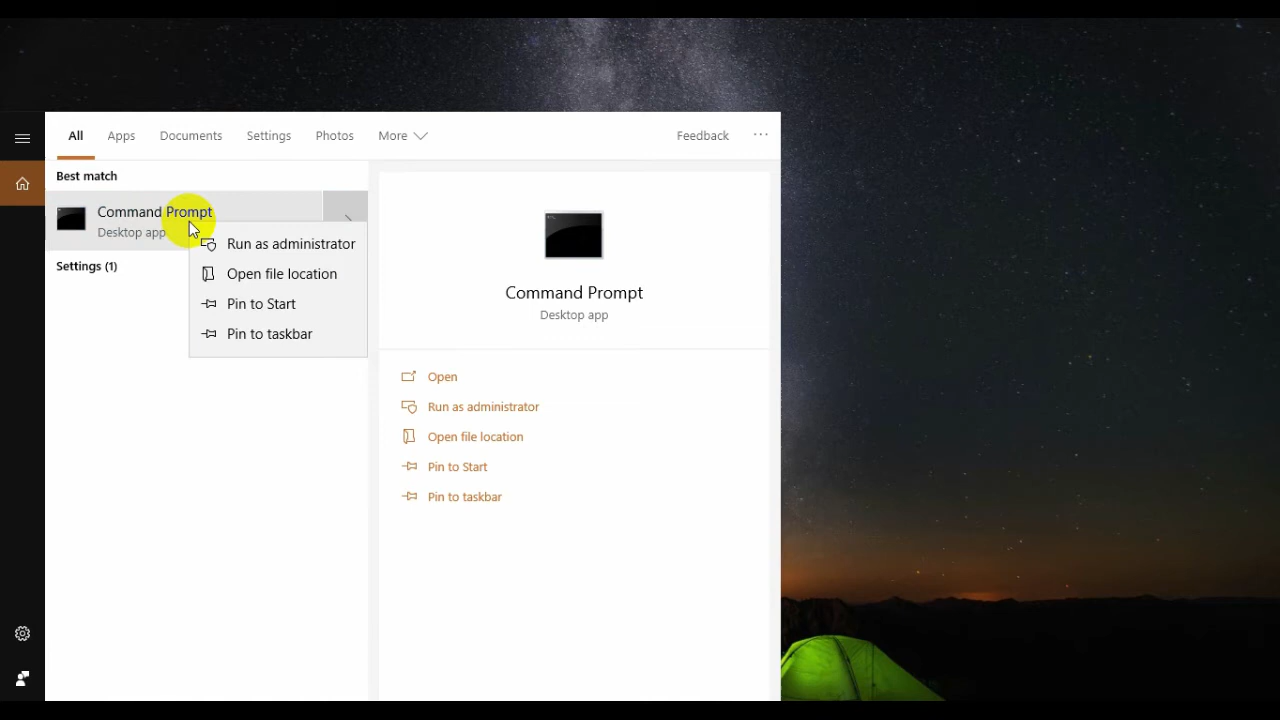 All Apps Documents Settings Photos More Feedback ...
Best match
Command Prompt
Desktop app
Settings (1)
Run as administrator
Open file location
Pin to Start
Pin to taskbar
Command Prompt
Desktop app
Open
Run as administrator
Open file location
Pin to Start
Pin to taskbar